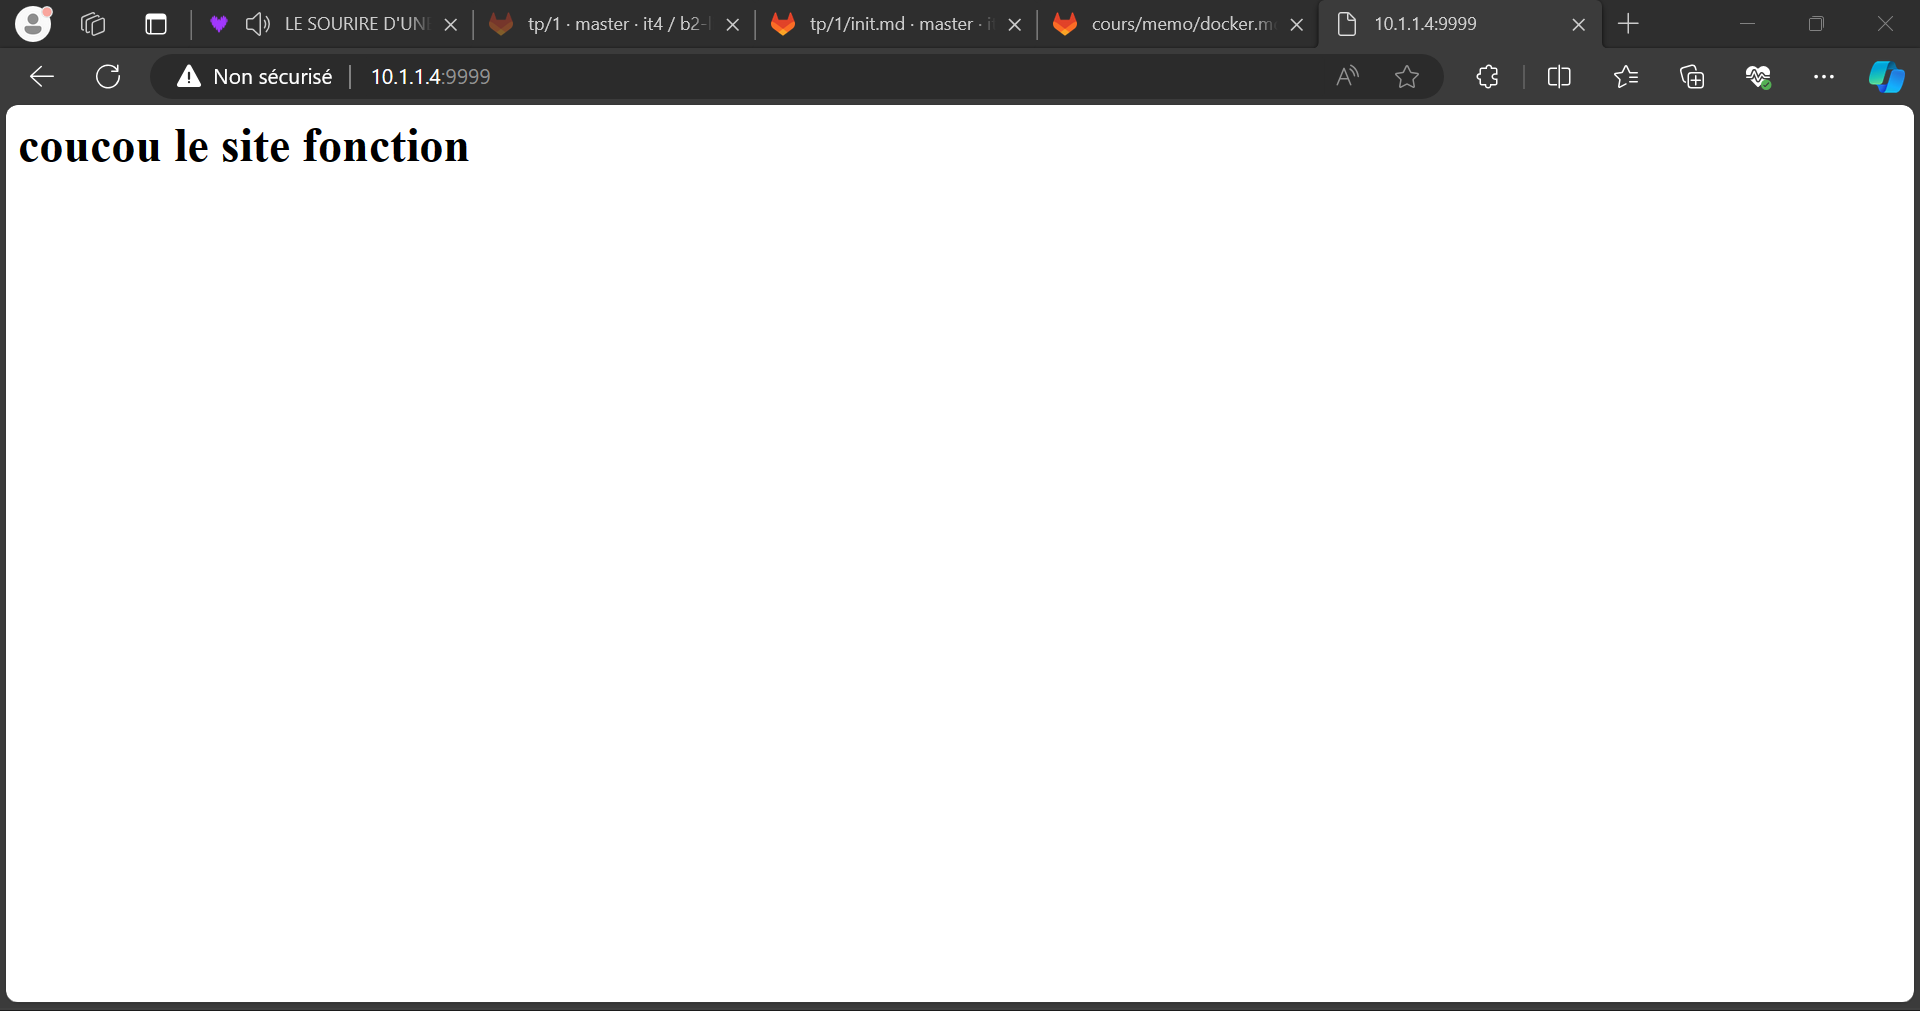 LE SOURIRE D'UN
tp/1 · master · it4 / b2-
tp/1/init.md · master ·
cours/memo/docker.m
10.1.1.4:9999
Non sécurisé
10.1.1.4:9999
coucou le site fonction